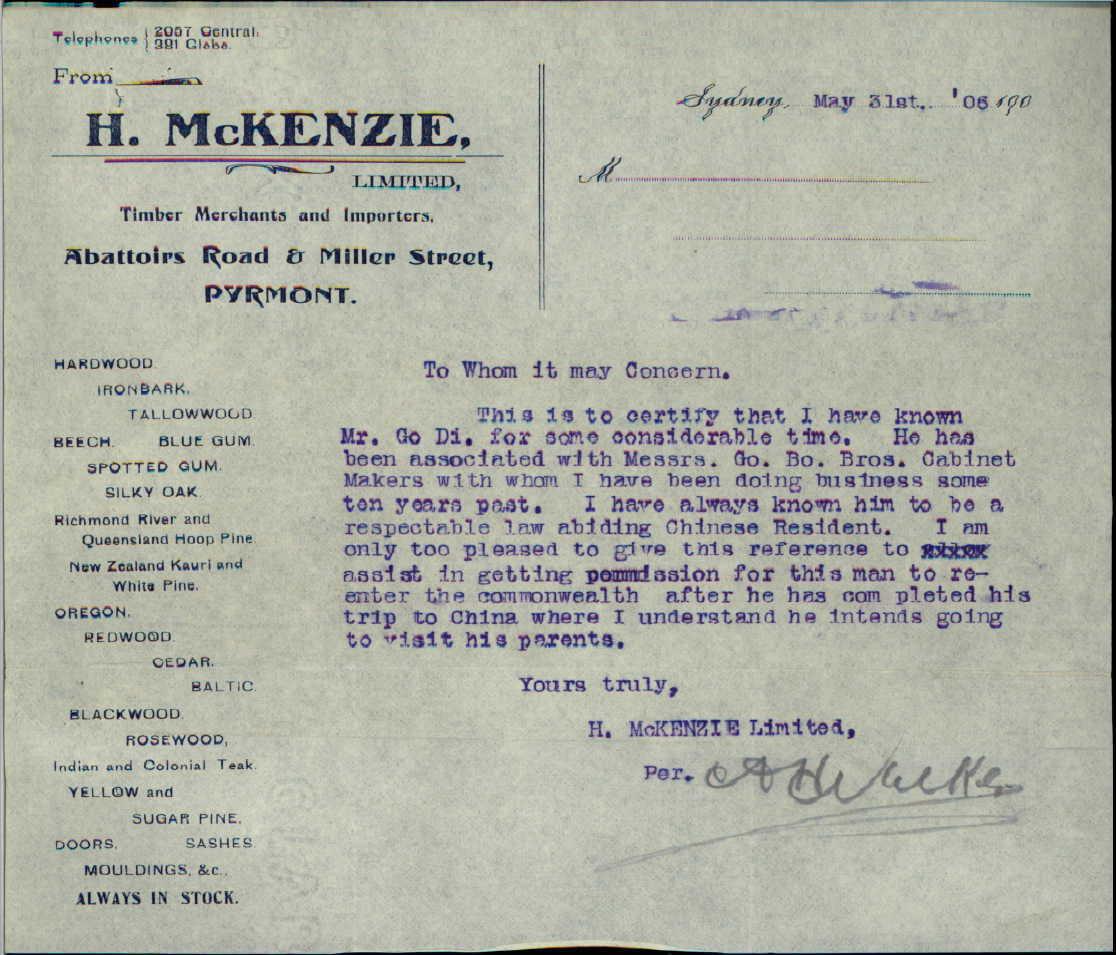 Telephones { 2007 Central.
391 Glebe.
From
H. McKENZIE,
LIMITED,
Timber Merchants and Importers,
Abattoirs Road & Miller Street,
PYRMONT.
Sydney, May 31st., '06 190
M
HARDWOOD.
IRONBARK,
TALLOWWOOD
BEECH. BLUE GUM.
SPOTTED GUM.
SILKY OAK.
Richmond River and
Queensland Hoop Pine.
New Zealand Kauri and
White Pine.
OREGON.
REDWOOD.
CEDAR.
BALTIC.
BLACKWOOD.
ROSEWOOD,
Indian and Colonial Teak.
YELLOW and
SUGAR PINE.
DOORS. SASHES.
MOULDINGS, &c.,
ALWAYS IN STOCK.
To Whom it may Concern.
This is to certify that I have known
Mr. Go Di. for some considerable time. He has
been associated with Messrs. Go. Bo. Bros. Cabinet
Makers with whom I have been doing business some
ten years past. I have always known him to be a
respectable law abiding Chinese Resident. I am
only too pleased to give this reference to
assist in getting permission for this man to re-
enter the commonwealth after he has com pleted his
trip to China where I understand he intends going
to visit his parents.
Yours truly,
H. McKENZIE Limited,
Per. A H Walker